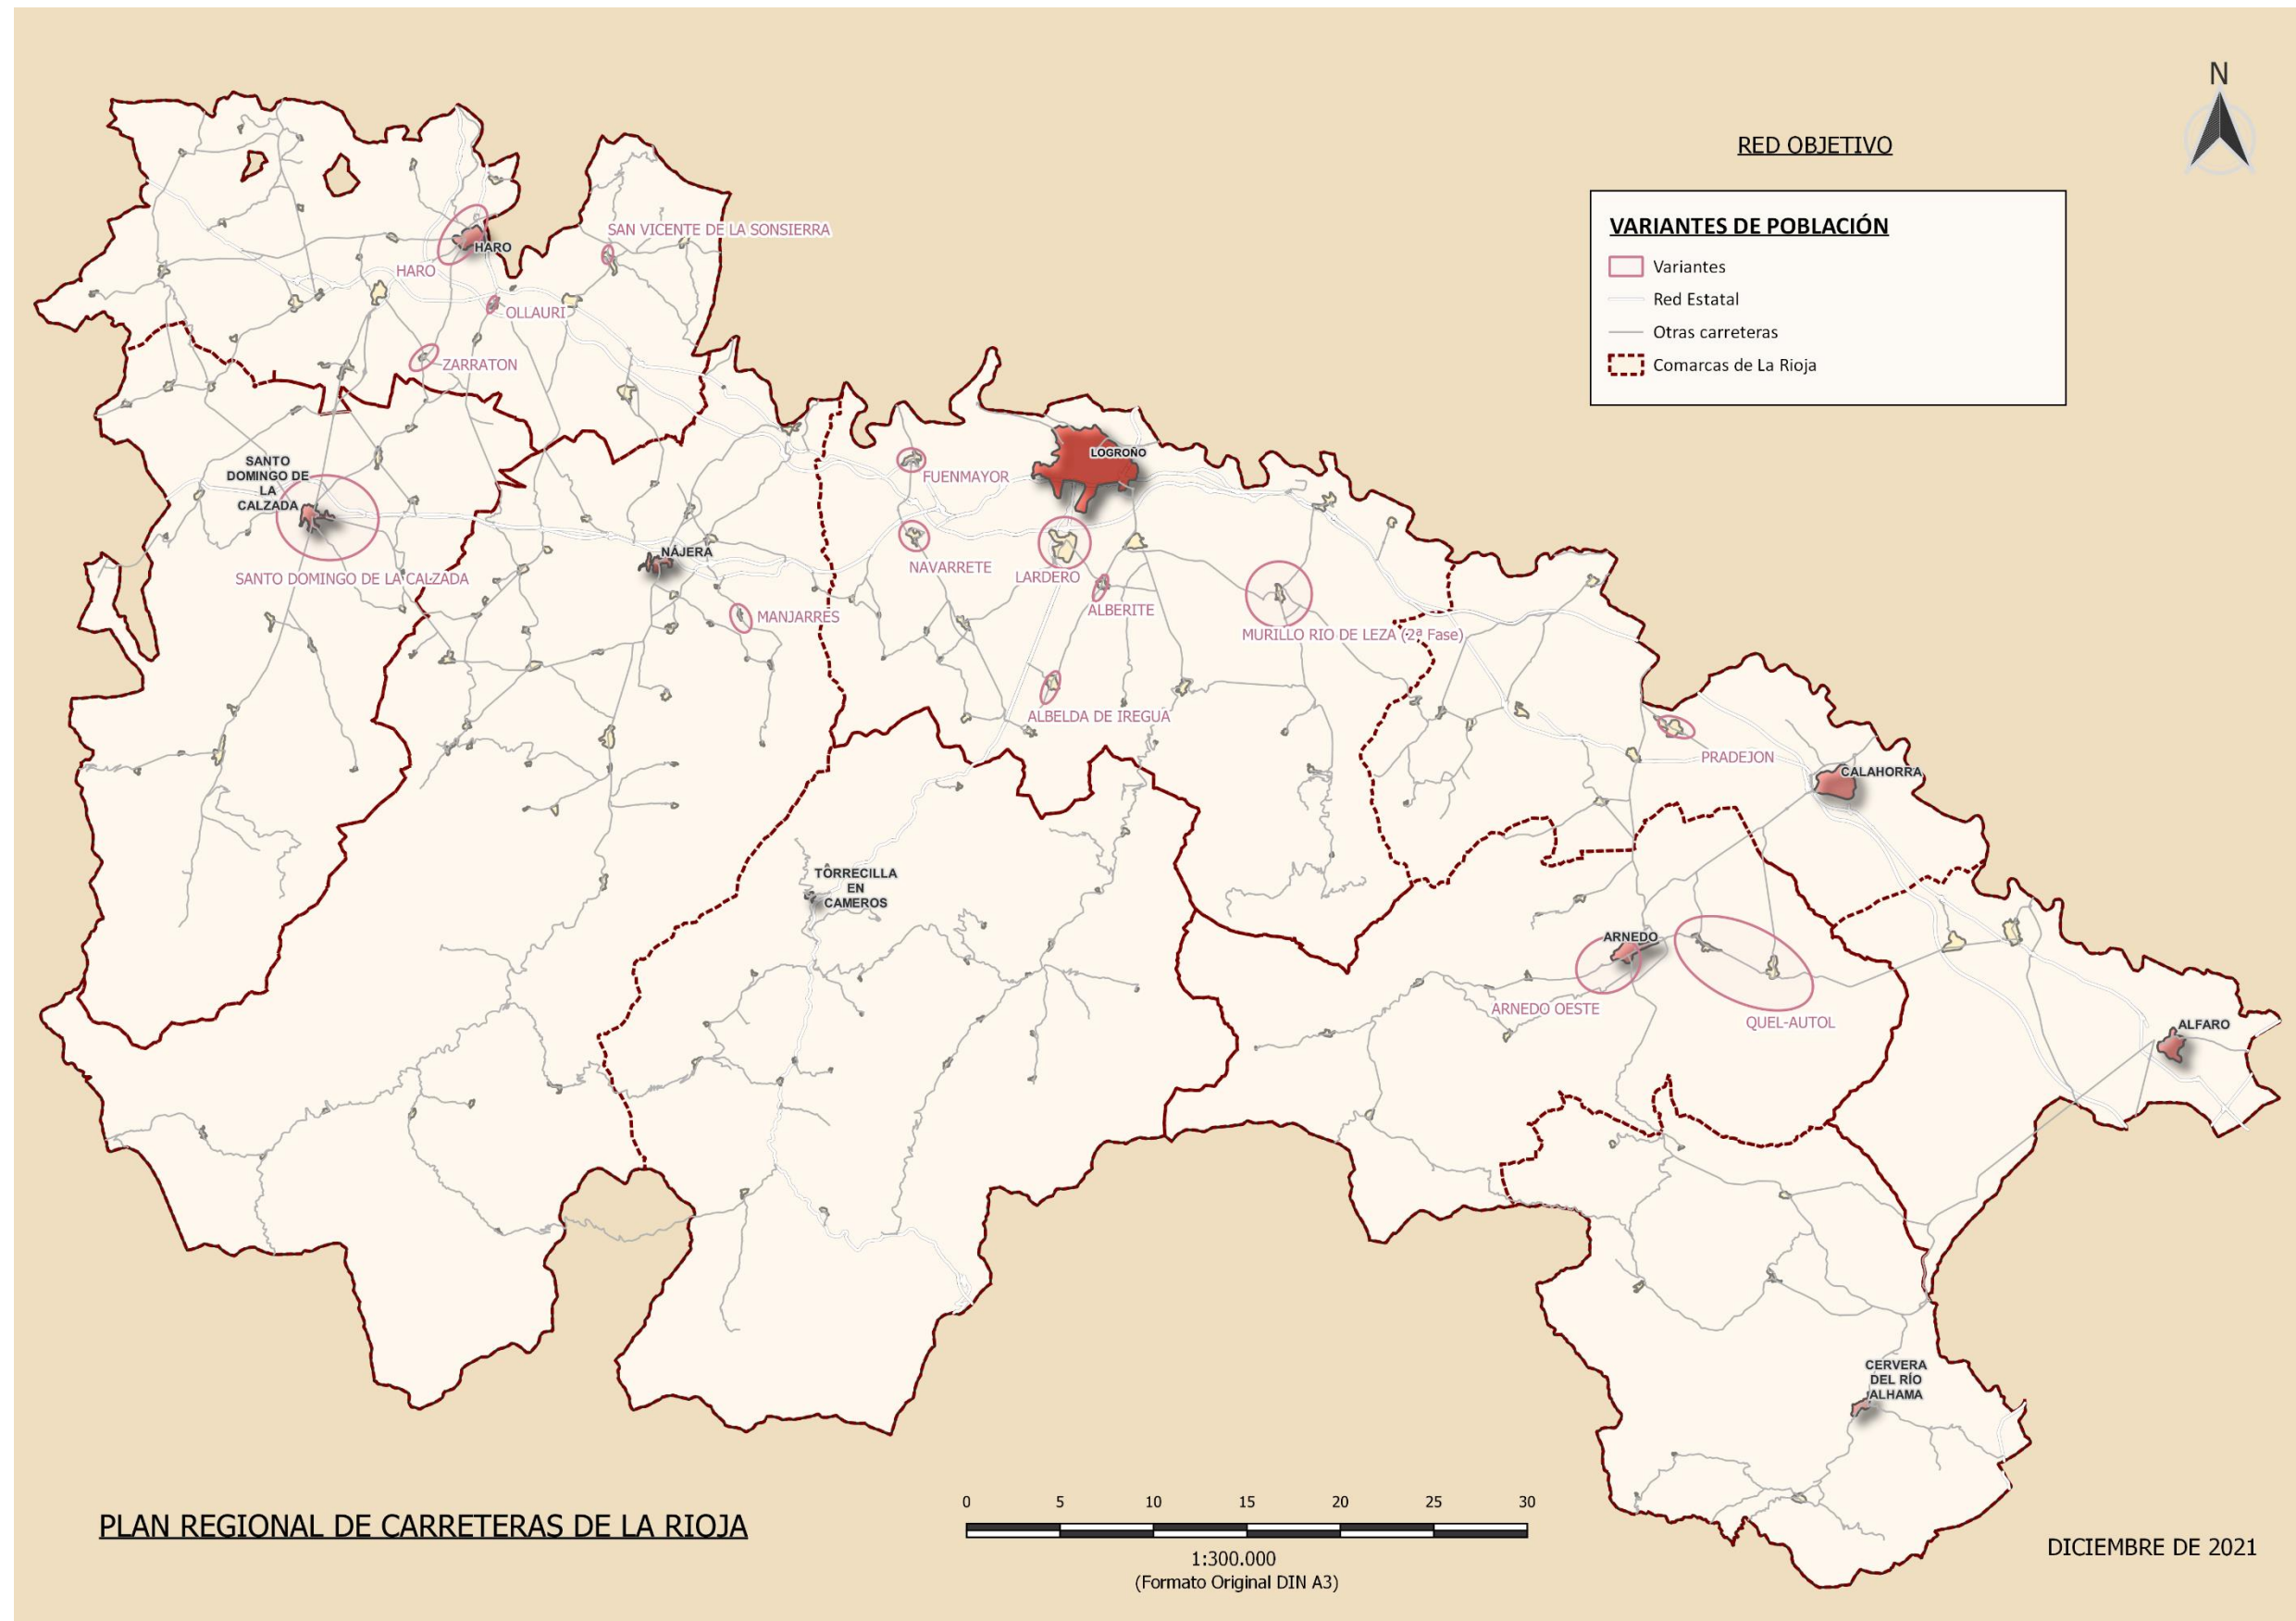 N
RED OBJETIVO
VARIANTES DE POBLACIÓN
Variantes
Red Estatal
Otras carreteras
Comarcas de La Rioja
SAN VICENTE DE LA SONSIERRA
HARO
HARO
OLLAURI
ZARRATON
SANTO
DOMINGO DE
LA
CALZADA
SANTO DOMINGO DE LA CALZADA
NÁJERA
MANJARRES
FUENMAYOR
LOGROÑO
NAVARRETE
LARDERO
ALBERITE
MURILLO RIO DE LEZA (2ª Fase)
ALBELDA DE IREGUA
PRADEJON
CALAHORRA
TORRECILLA
EN
CAMEROS
ARNEDO
ARNEDO OESTE
QUEL-AUTOL
ALFARO
CERVERA
DEL RÍO
ALHAMA
PLAN REGIONAL DE CARRETERAS DE LA RIOJA
0 5 10 15 20 25 30
1:300.000
(Formato Original DIN A3)
DICIEMBRE DE 2021